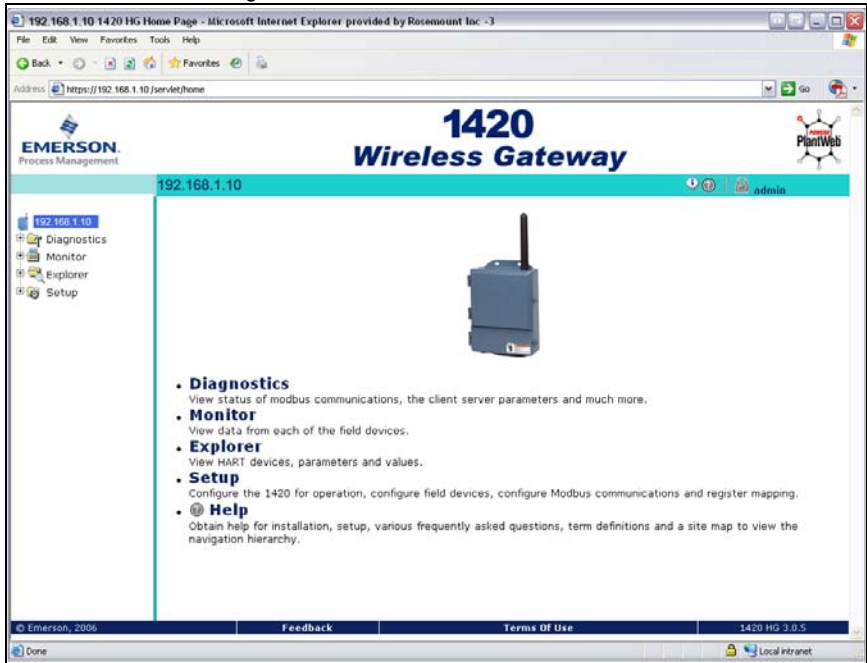 192.168.1.10 1420 HG Home Page - Microsoft Internet Explorer provided by Rosemount Inc -3
File Edit View Favorites Tools Help
Back Favorites
Address https://192.168.1.10/servlet/home Go
EMERSON.
Process Management
1420
Wireless Gateway
PlantWeb
192.168.1.10
admin
192.168.1.10
Diagnostics
Monitor
Explorer
Setup
• Diagnostics
View status of modbus communications, the client server parameters and much more.
• Monitor
View data from each of the field devices.
• Explorer
View HART devices, parameters and values.
• Setup
Configure the 1420 for operation, configure field devices, configure Modbus communications and register mapping.
• Help
Obtain help for installation, setup, various frequently asked questions, term definitions and a site map to view the
navigation hierarchy.
© Emerson, 2006 Feedback Terms Of Use 1420 HG 3.0.5
Done Local intranet